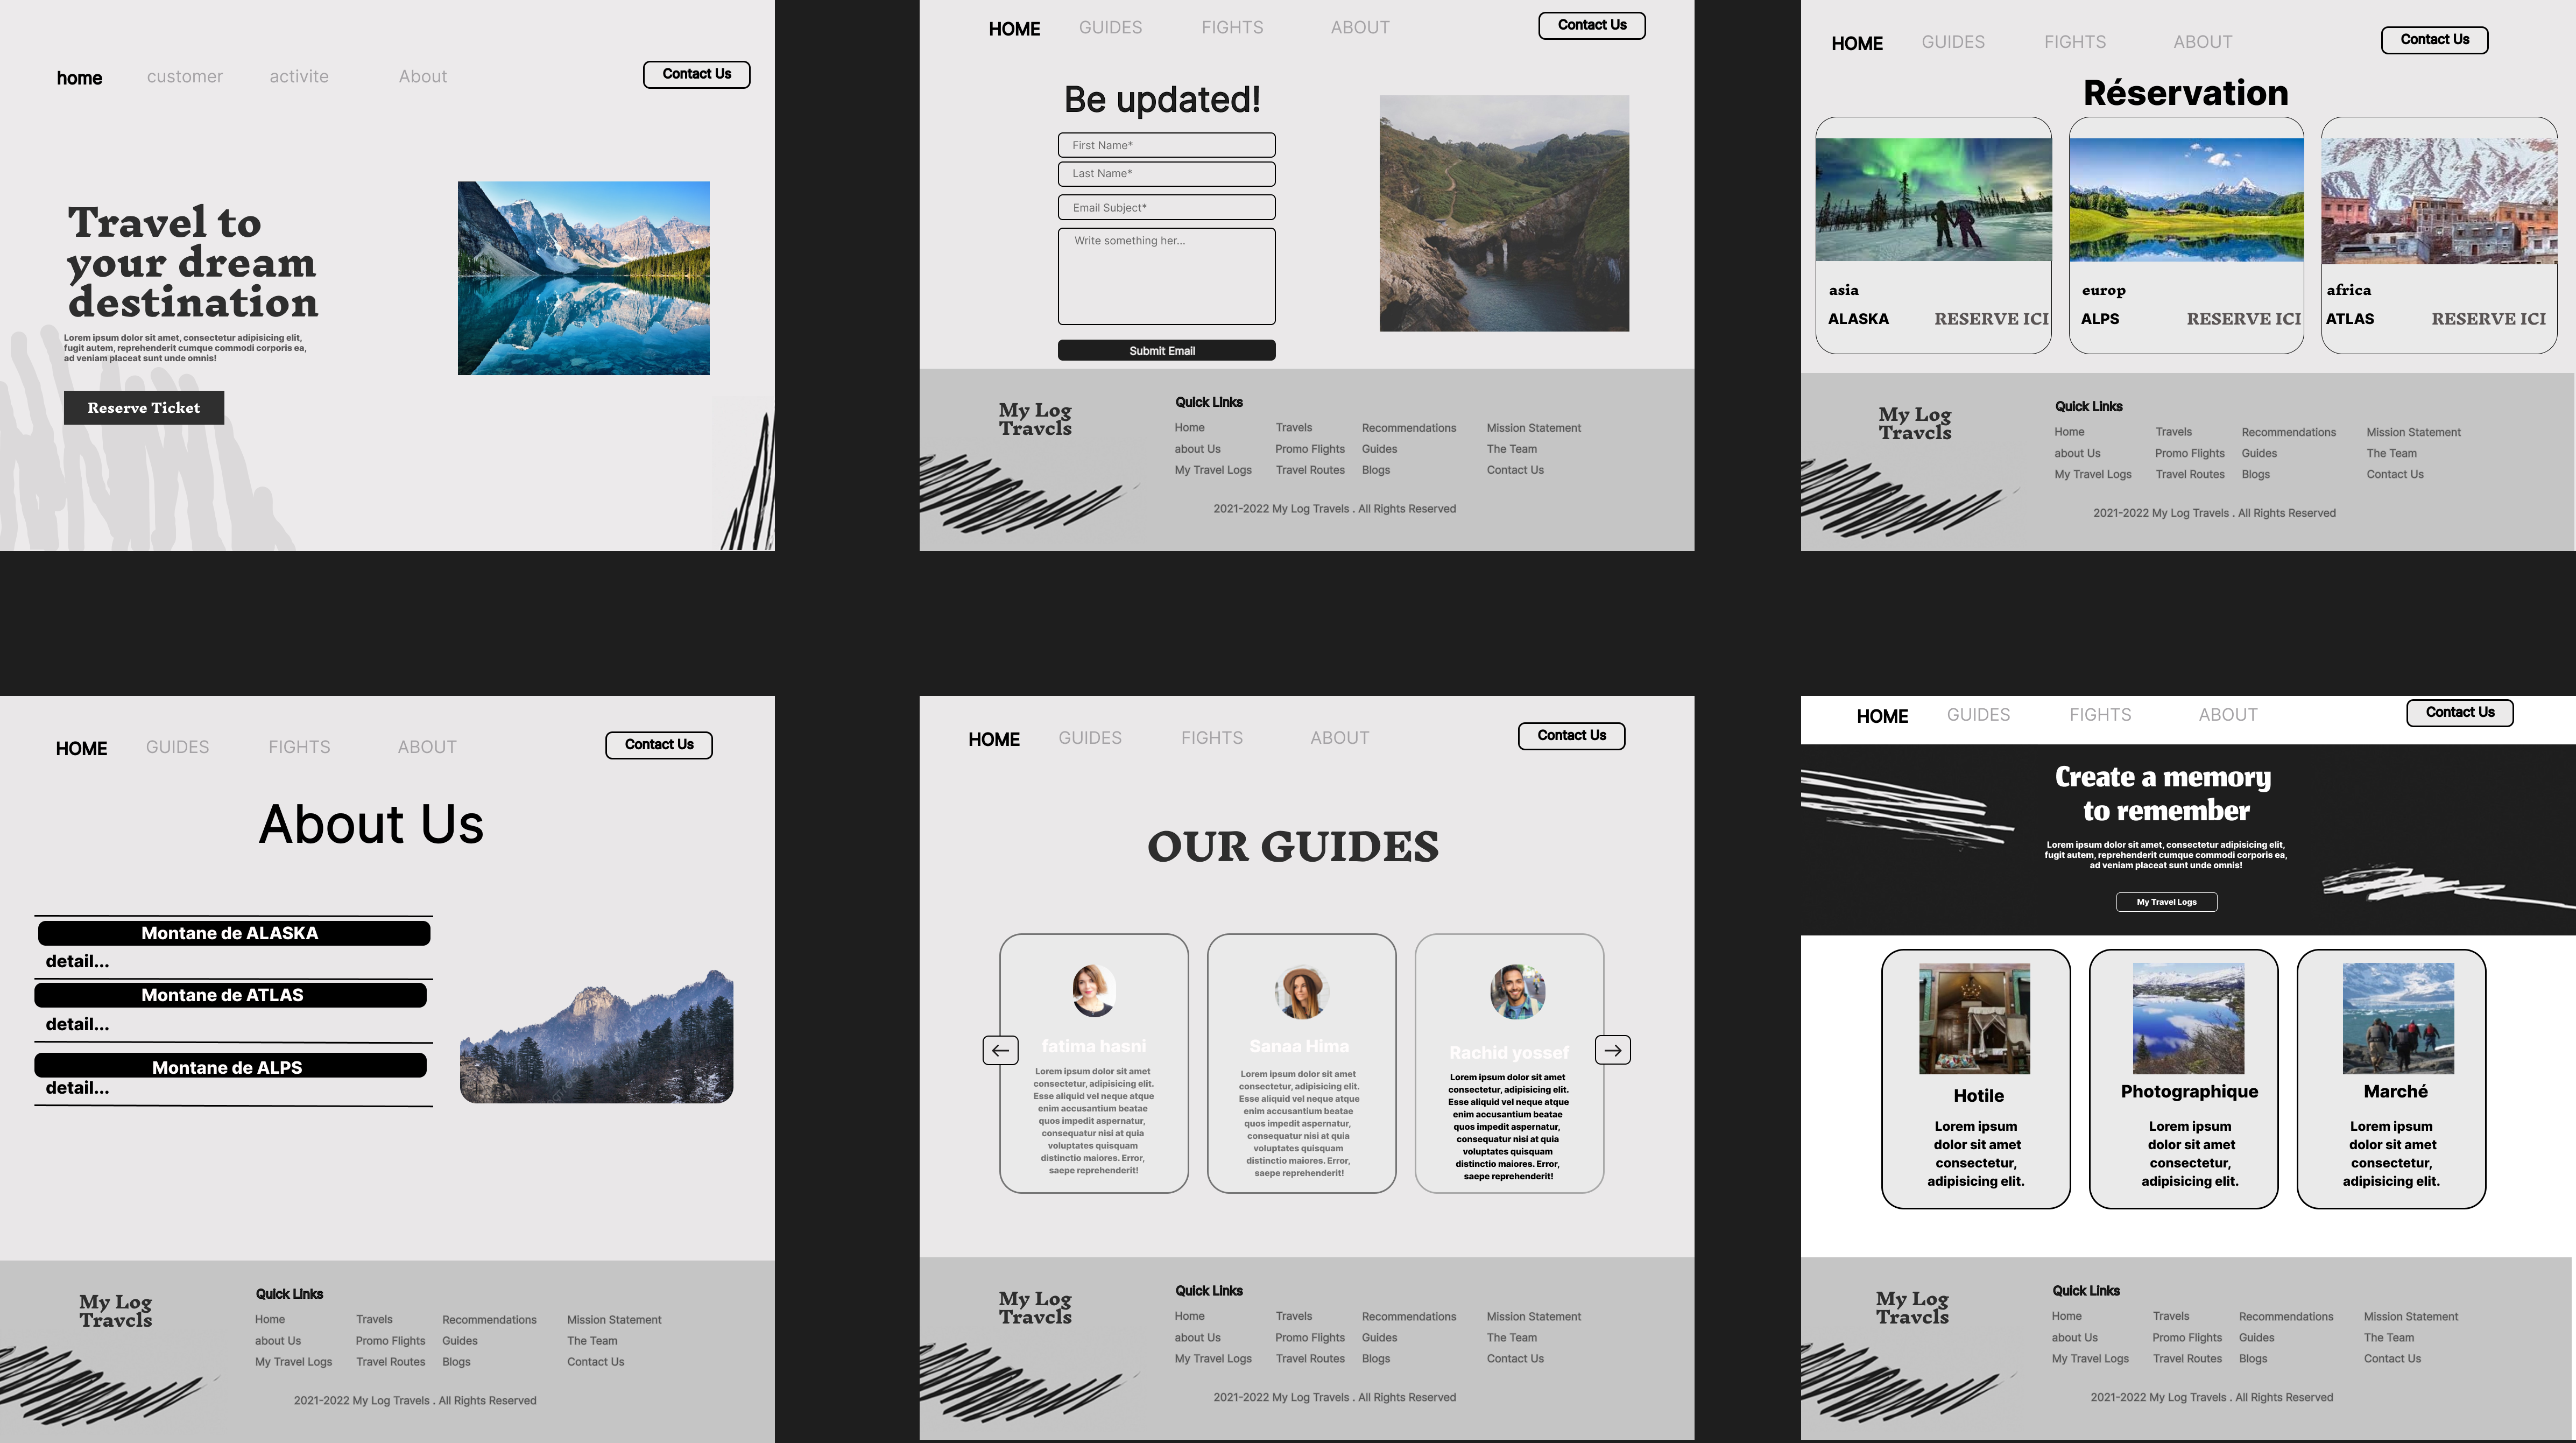 home customer activite About Contact Us
Travel to
your dream
destination
Lorem ipsum dolor sit amet, consectetur adipisicing elit,
fugit autem, reprehenderit cumque commodi corporis ea,
ad veniam placeat sunt unde omnis!
Reserve Ticket
HOME GUIDES FIGHTS ABOUT Contact Us
Be updated!
First Name*
Last Name*
Email Subject*
Write something her...
Submit Email
My Log
Travels
Quick Links
Home Travels Recommendations Mission Statement
about Us Promo Flights Guides The Team
My Travel Logs Travel Routes Blogs Contact Us
2021-2022 My Log Travels . All Rights Reserved
HOME GUIDES FIGHTS ABOUT Contact Us
Réservation
asia
ALASKA RESERVE ICI
europ
ALPS RESERVE ICI
africa
ATLAS RESERVE ICI
My Log
Travels
Quick Links
Home Travels Recommendations Mission Statement
about Us Promo Flights Guides The Team
My Travel Logs Travel Routes Blogs Contact Us
2021-2022 My Log Travels . All Rights Reserved
HOME GUIDES FIGHTS ABOUT Contact Us
About Us
Montane de ALASKA
detail...
Montane de ATLAS
detail...
Montane de ALPS
detail...
My Log
Travels
Quick Links
Home Travels Recommendations Mission Statement
about Us Promo Flights Guides The Team
My Travel Logs Travel Routes Blogs Contact Us
2021-2022 My Log Travels . All Rights Reserved
HOME GUIDES FIGHTS ABOUT Contact Us
OUR GUIDES
fatima hasni
Lorem ipsum dolor sit amet
consectetur, adipisicing elit.
Esse aliquid vel neque atque
enim accusantium beatae
quos impedit aspernatur,
consequatur nisi at quia
voluptates quisquam
distinctio maiores. Error,
saepe reprehenderit!
Sanaa Hima
Lorem ipsum dolor sit amet
consectetur, adipisicing elit.
Esse aliquid vel neque atque
enim accusantium beatae
quos impedit aspernatur,
consequatur nisi at quia
voluptates quisquam
distinctio maiores. Error,
saepe reprehenderit!
Rachid yossef
Lorem ipsum dolor sit amet
consectetur, adipisicing elit.
Esse aliquid vel neque atque
enim accusantium beatae
quos impedit aspernatur,
consequatur nisi at quia
voluptates quisquam
distinctio maiores. Error,
saepe reprehenderit!
My Log
Travels
Quick Links
Home Travels Recommendations Mission Statement
about Us Promo Flights Guides The Team
My Travel Logs Travel Routes Blogs Contact Us
2021-2022 My Log Travels . All Rights Reserved
HOME GUIDES FIGHTS ABOUT Contact Us
Create a memory
to remember
Lorem ipsum dolor sit amet, consectetur adipisicing elit,
fugit autem, reprehenderit cumque commodi corporis ea,
ad veniam placeat sunt unde omnis!
My Travel Logs
Hotile
Lorem ipsum
dolor sit amet
consectetur,
adipisicing elit.
Photographique
Lorem ipsum
dolor sit amet
consectetur,
adipisicing elit.
Marché
Lorem ipsum
dolor sit amet
consectetur,
adipisicing elit.
My Log
Travels
Quick Links
Home Travels Recommendations Mission Statement
about Us Promo Flights Guides The Team
My Travel Logs Travel Routes Blogs Contact Us
2021-2022 My Log Travels . All Rights Reserved